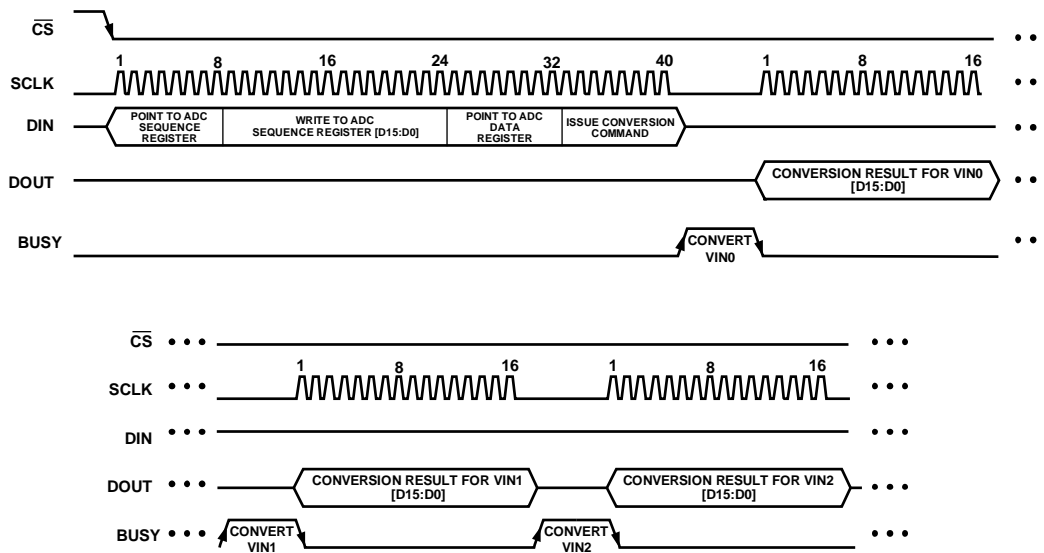 CS
1 8 16 24 32 40 1 8 16
SCLK
DIN
POINT TO ADC
SEQUENCE
REGISTER
WRITE TO ADC
SEQUENCE REGISTER [D15:D0]
POINT TO ADC
DATA
REGISTER
ISSUE CONVERSION
COMMAND
DOUT
CONVERSION RESULT FOR VIN0
[D15:D0]
BUSY
CONVERT
VIN0
CS
1 8 16 1 8 16
SCLK
DIN
DOUT
CONVERSION RESULT FOR VIN1
[D15:D0]
CONVERSION RESULT FOR VIN2
[D15:D0]
BUSY
CONVERT
VIN1
CONVERT
VIN2